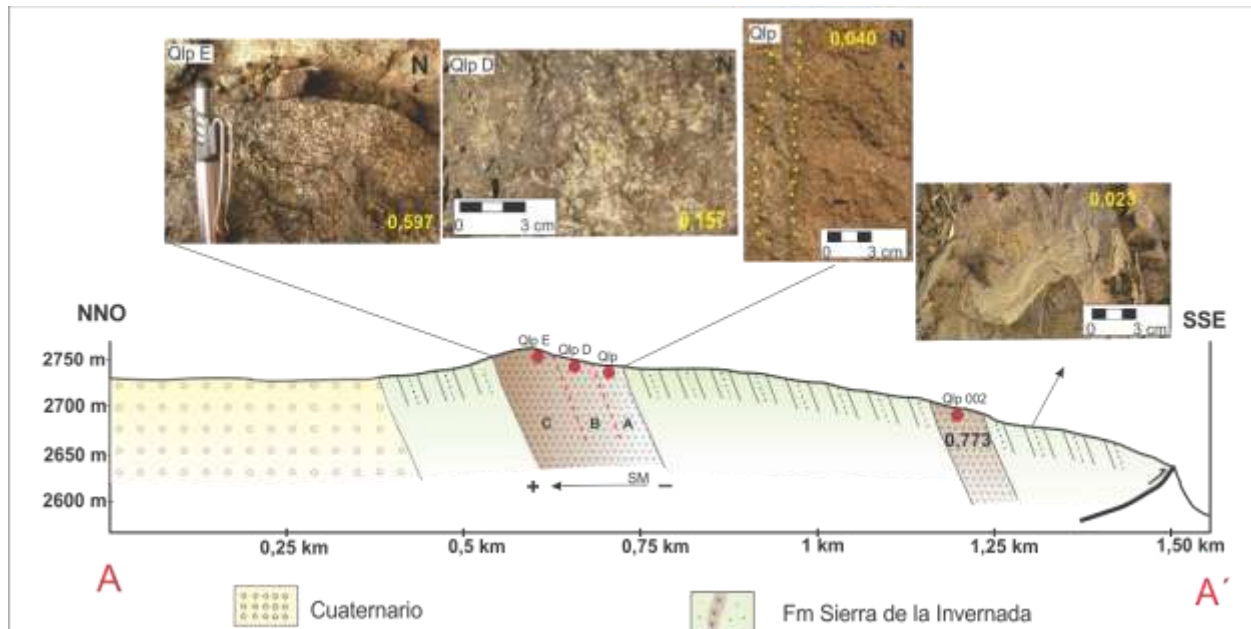 Qlp E
N
0,597
Qlp D
N
0 3 cm
0,157
Qlp
0,040
N
0 3 cm
0,023
0 3 cm
NNO
SSE
2750 m
2700 m
2650 m
2600 m
Qlp E
Qlp D
Qlp
Qlp 002
0.773
C
B
A
SM
+
−
0,25 km
0,5 km
0,75 km
1 km
1,25 km
1,50 km
A
A´
Cuaternario
Fm Sierra de la Invernada